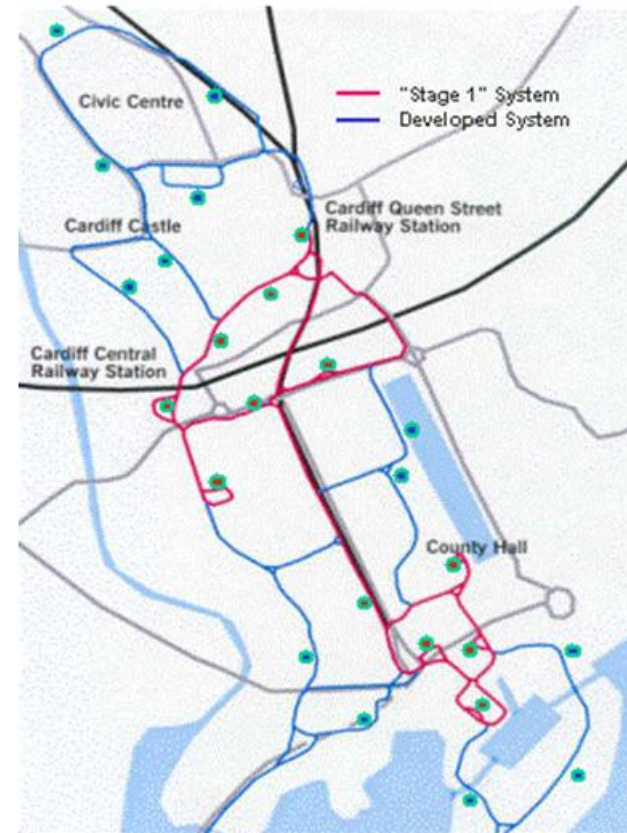 Civic Centre
"Stage 1" System
Developed System
Cardiff Queen Street
Railway Station
Cardiff Castle
Cardiff Central
Railway Station
County Hall